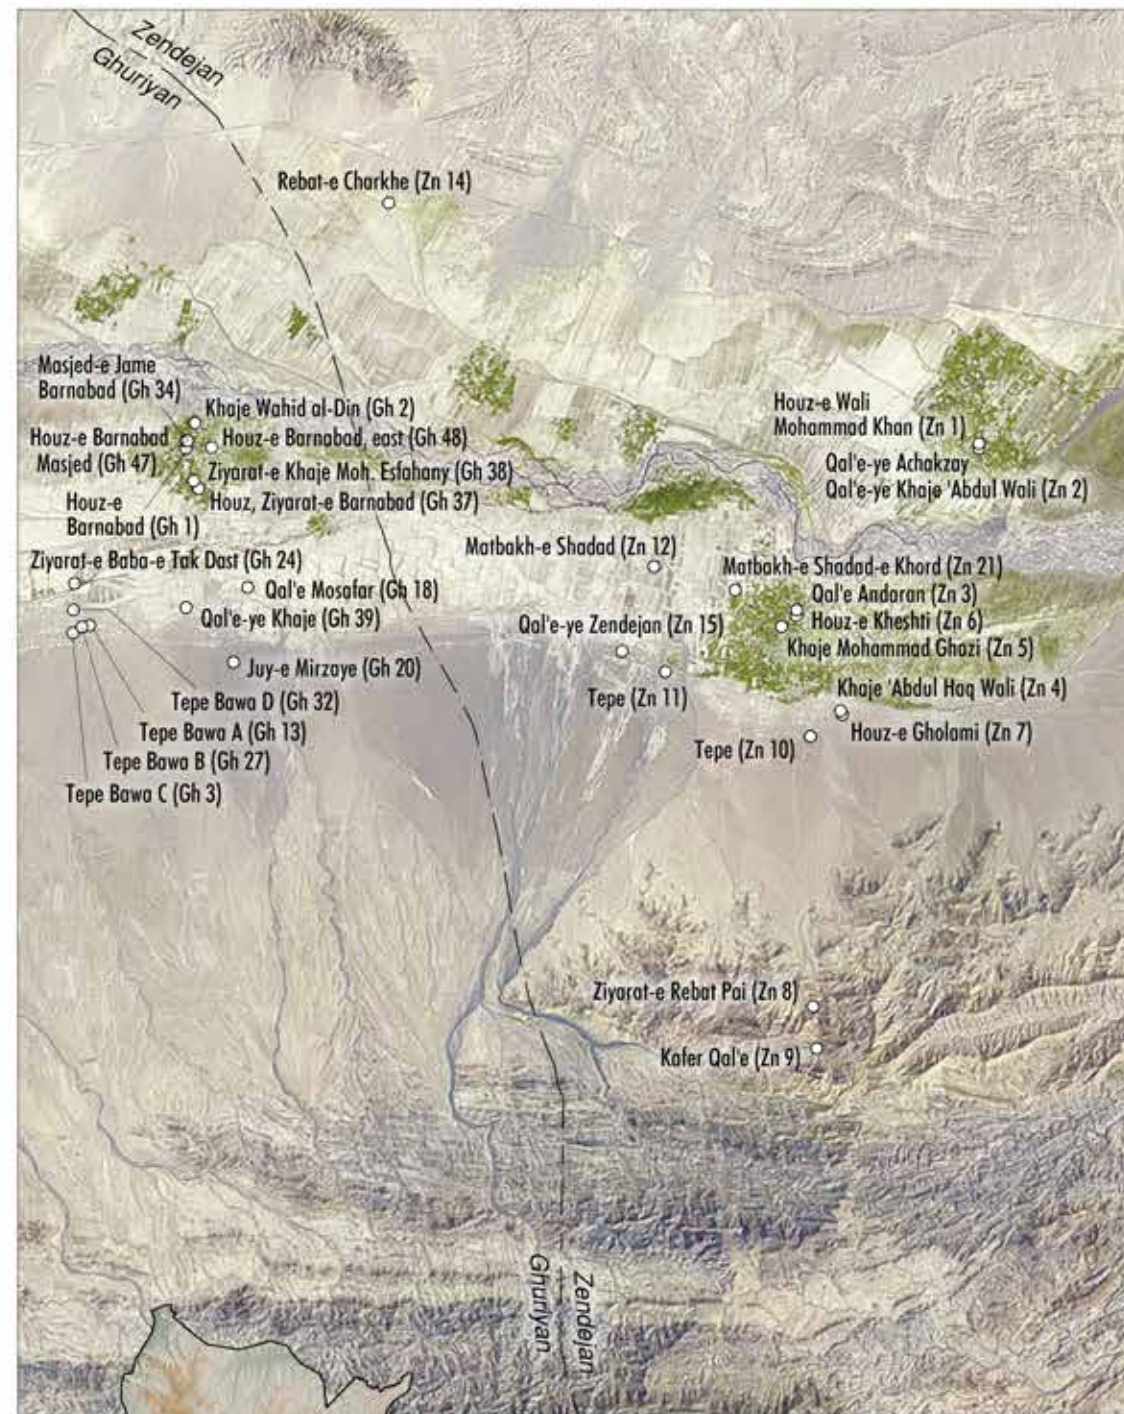 Zendejan
Ghuriyan
Rebat-e Charkhe (Zn 14)
Masjed-e Jame
Barnabad (Gh 34)
Khaje Wahid al-Din (Gh 2)
Houz-e Barnabad
Masjed (Gh 47)
Houz-e Barnabad, east (Gh 48)
Ziyarat-e Khaje Moh. Esfahany (Gh 38)
Houz, Ziyarat-e Barnabad (Gh 37)
Houz-e
Barnabad (Gh 1)
Houz-e Wali
Mohammad Khan (Zn 1)
Qal'e-ye Achakzay
Qal'e-ye Khaje 'Abdul Wali (Zn 2)
Ziyarat-e Baba-e Tak Dast (Gh 24)
Qal'e Mosafar (Gh 18)
Qal'e-ye Khaje (Gh 39)
Juy-e Mirzaye (Gh 20)
Tepe Bawa D (Gh 32)
Tepe Bawa A (Gh 13)
Tepe Bawa B (Gh 27)
Tepe Bawa C (Gh 3)
Matbakh-e Shadad (Zn 12)
Matbakh-e Shadad-e Khord (Zn 21)
Qal'e Andaran (Zn 3)
Houz-e Kheshti (Zn 6)
Khaje Mohammad Ghazi (Zn 5)
Qal'e-ye Zendejan (Zn 15)
Tepe (Zn 11)
Khaje 'Abdul Haq Wali (Zn 4)
Houz-e Gholami (Zn 7)
Tepe (Zn 10)
Ziyarat-e Rebat Pai (Zn 8)
Kafer Qal'e (Zn 9)
Ghuriyan
Zendejan